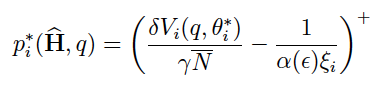 p_i^*(\widehat{\mathbf{H}}, q) = \left( \frac{\delta V_i(q, \theta_i^*)}{\gamma \overline{N}} - \frac{1}{\alpha(\epsilon)\xi_i} \right)^+